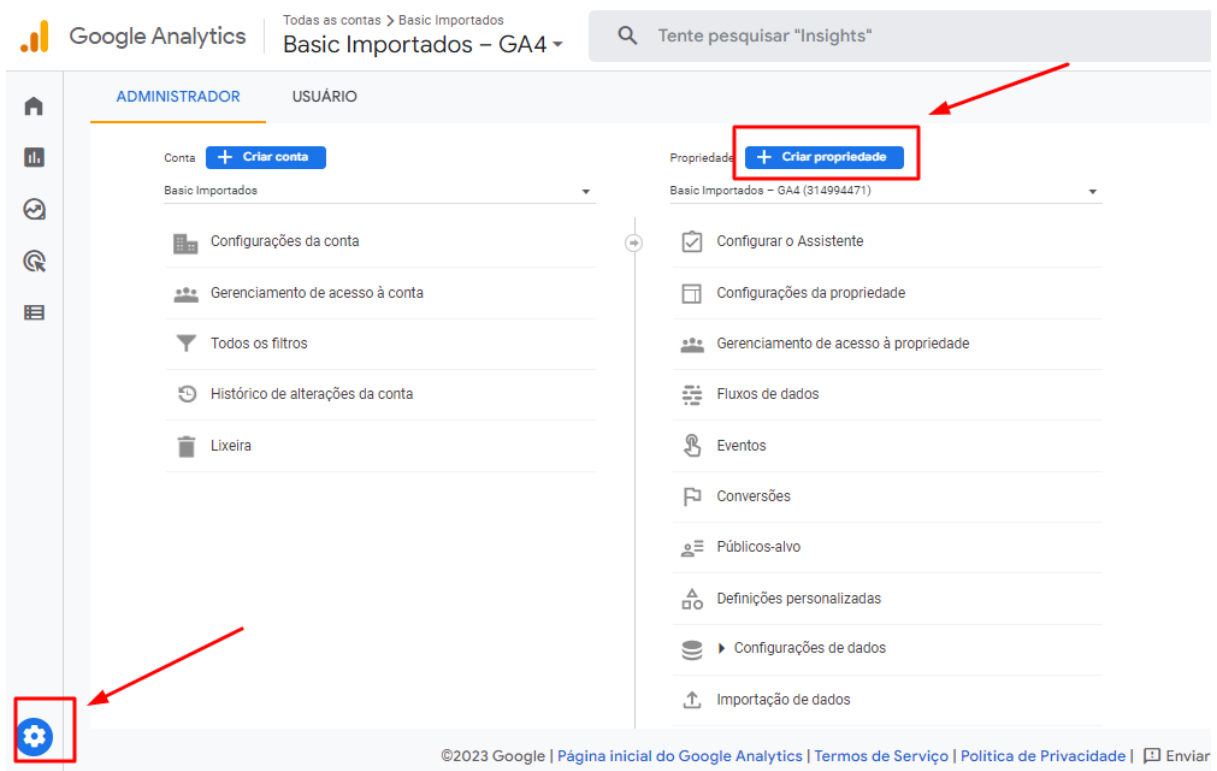 Google Analytics
Todas as contas > Basic Importados
Basic Importados – GA4
Tente pesquisar "Insights"
ADMINISTRADOR
USUÁRIO
Conta
+ Criar conta
Basic Importados
Configurações da conta
Gerenciamento de acesso à conta
Todos os filtros
Histórico de alterações da conta
Lixeira
Propriedade
+ Criar propriedade
Basic Importados – GA4 (314994471)
Configurar o Assistente
Configurações da propriedade
Gerenciamento de acesso à propriedade
Fluxos de dados
Eventos
Conversões
Públicos-alvo
Definições personalizadas
Configurações de dados
Importação de dados
©2023 Google | Página inicial do Google Analytics | Termos de Serviço | Política de Privacidade | Enviar